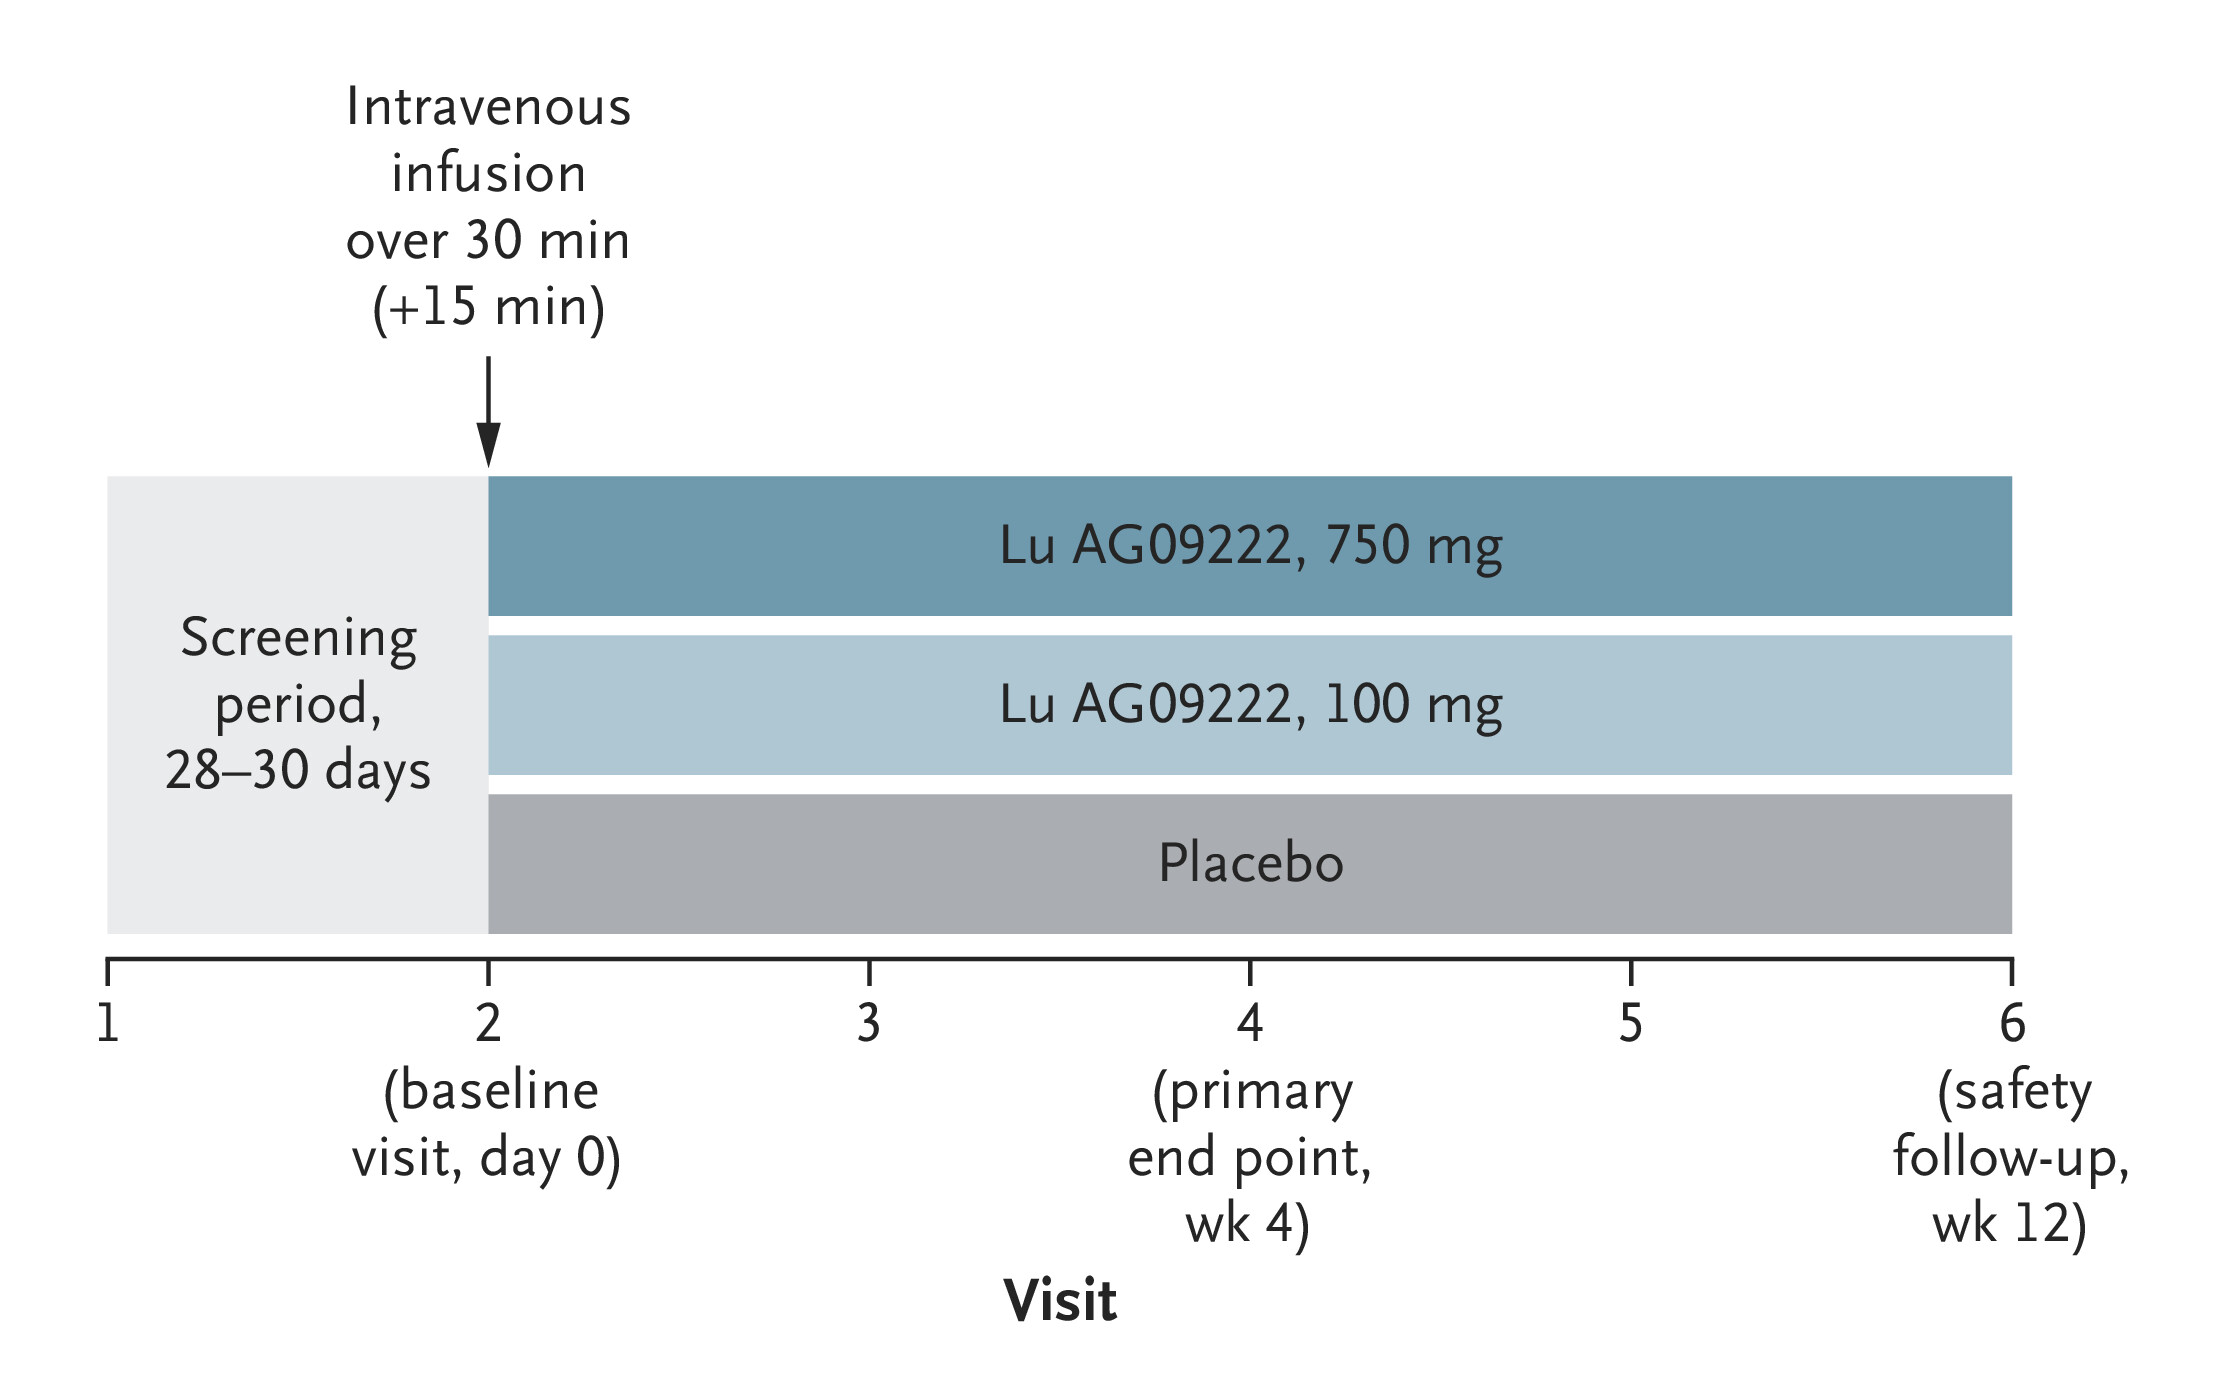 Intravenous
infusion
over 30 min
(+15 min)
Screening
period,
28–30 days
Lu AG09222, 750 mg
Lu AG09222, 100 mg
Placebo
1
2
(baseline
visit, day 0)
3
4
(primary
end point,
wk 4)
5
6
(safety
follow-up,
wk 12)
Visit